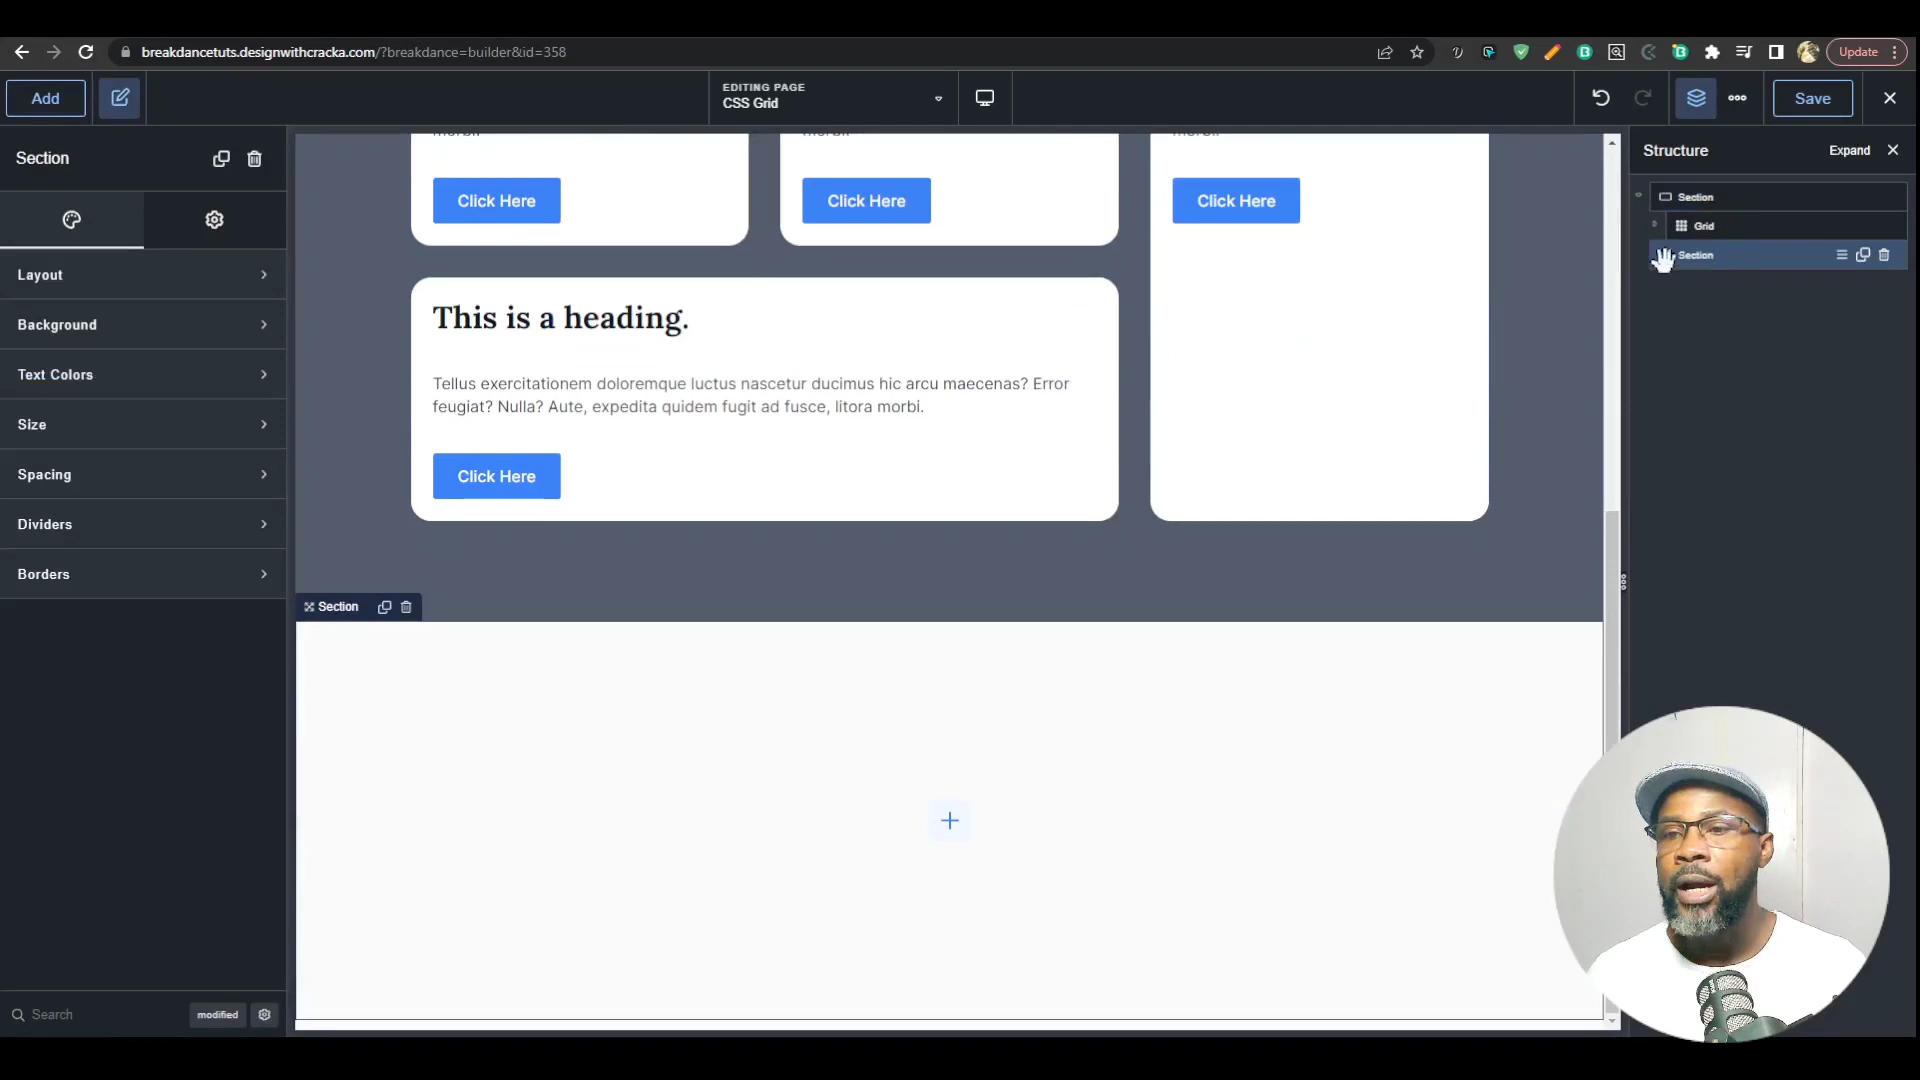 breakdancetuts.designwithcracka.com/?breakdance=builder&id=358
Update
Add
EDITING PAGE
CSS Grid
Save
Section
Layout
Background
Text Colors
Size
Spacing
Dividers
Borders
Search
modified
Click Here
Click Here
Click Here
This is a heading.
Tellus exercitationem doloremque luctus nascetur ducimus hic arcu maecenas? Error
feugiat? Nulla? Aute, expedita quidem fugit ad fusce, litora morbi.
Click Here
Section
Structure
Expand
Section
Grid
Section